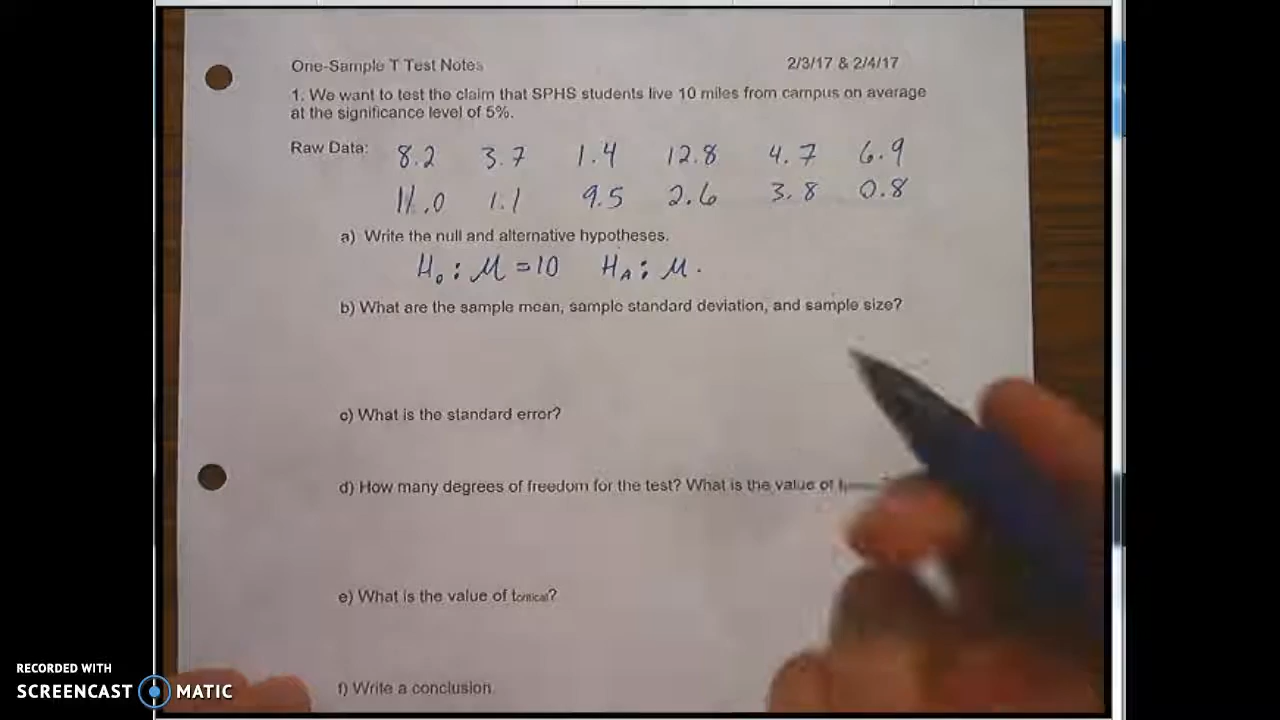 One-Sample T Test Notes 2/3/17 & 2/4/17
1. We want to test the claim that SPHS students live 10 miles from campus on average
at the significance level of 5%.
Raw Data: 8.2 3.7 1.4 12.8 4.7 6.9
11.0 1.1 9.5 2.6 3.8 0.8
a) Write the null and alternative hypotheses.
H₀ : μ = 10 Hₐ : μ
b) What are the sample mean, sample standard deviation, and sample size?
c) What is the standard error?
d) How many degrees of freedom for the test? What is the value of
e) What is the value of tcritical?
f) Write a conclusion.
RECORDED WITH
SCREENCAST MATIC